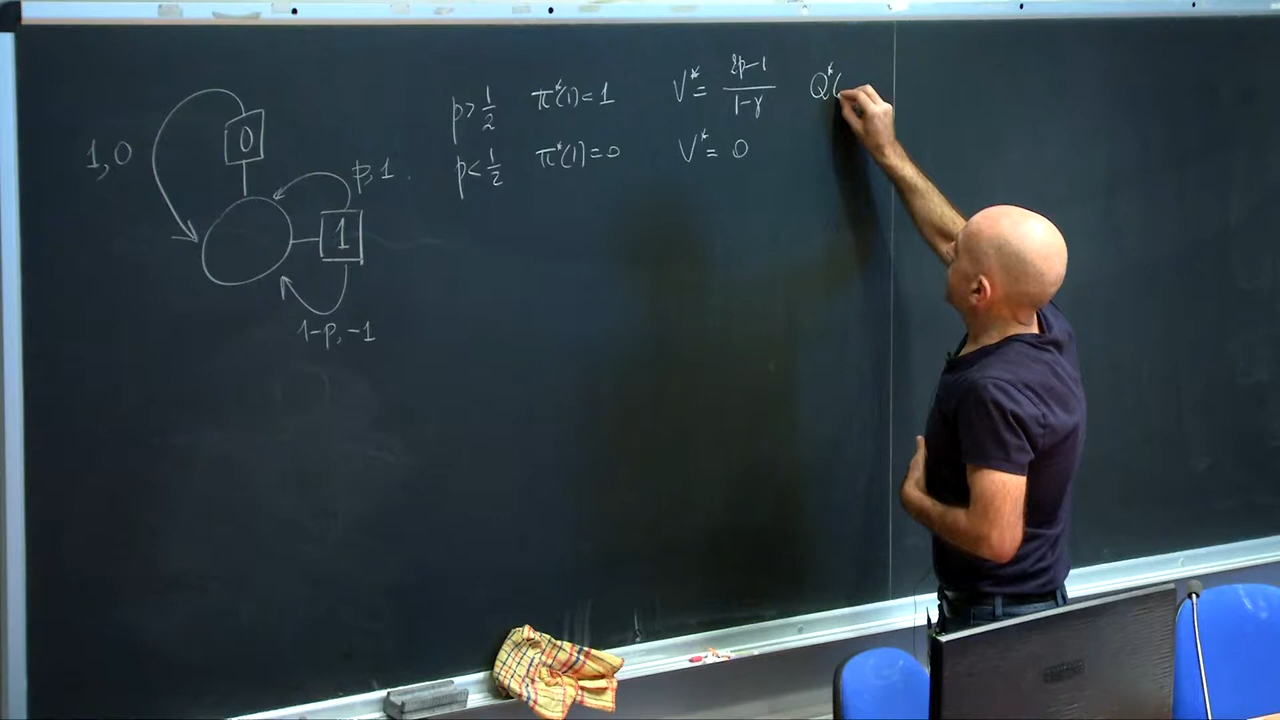 0
1,0
p,1.
1
1-p,-1
p>1/2 π*(1)=1 V*= 2p-1/1-γ Q*(
p<1/2 π*(1)=0 V*= 0